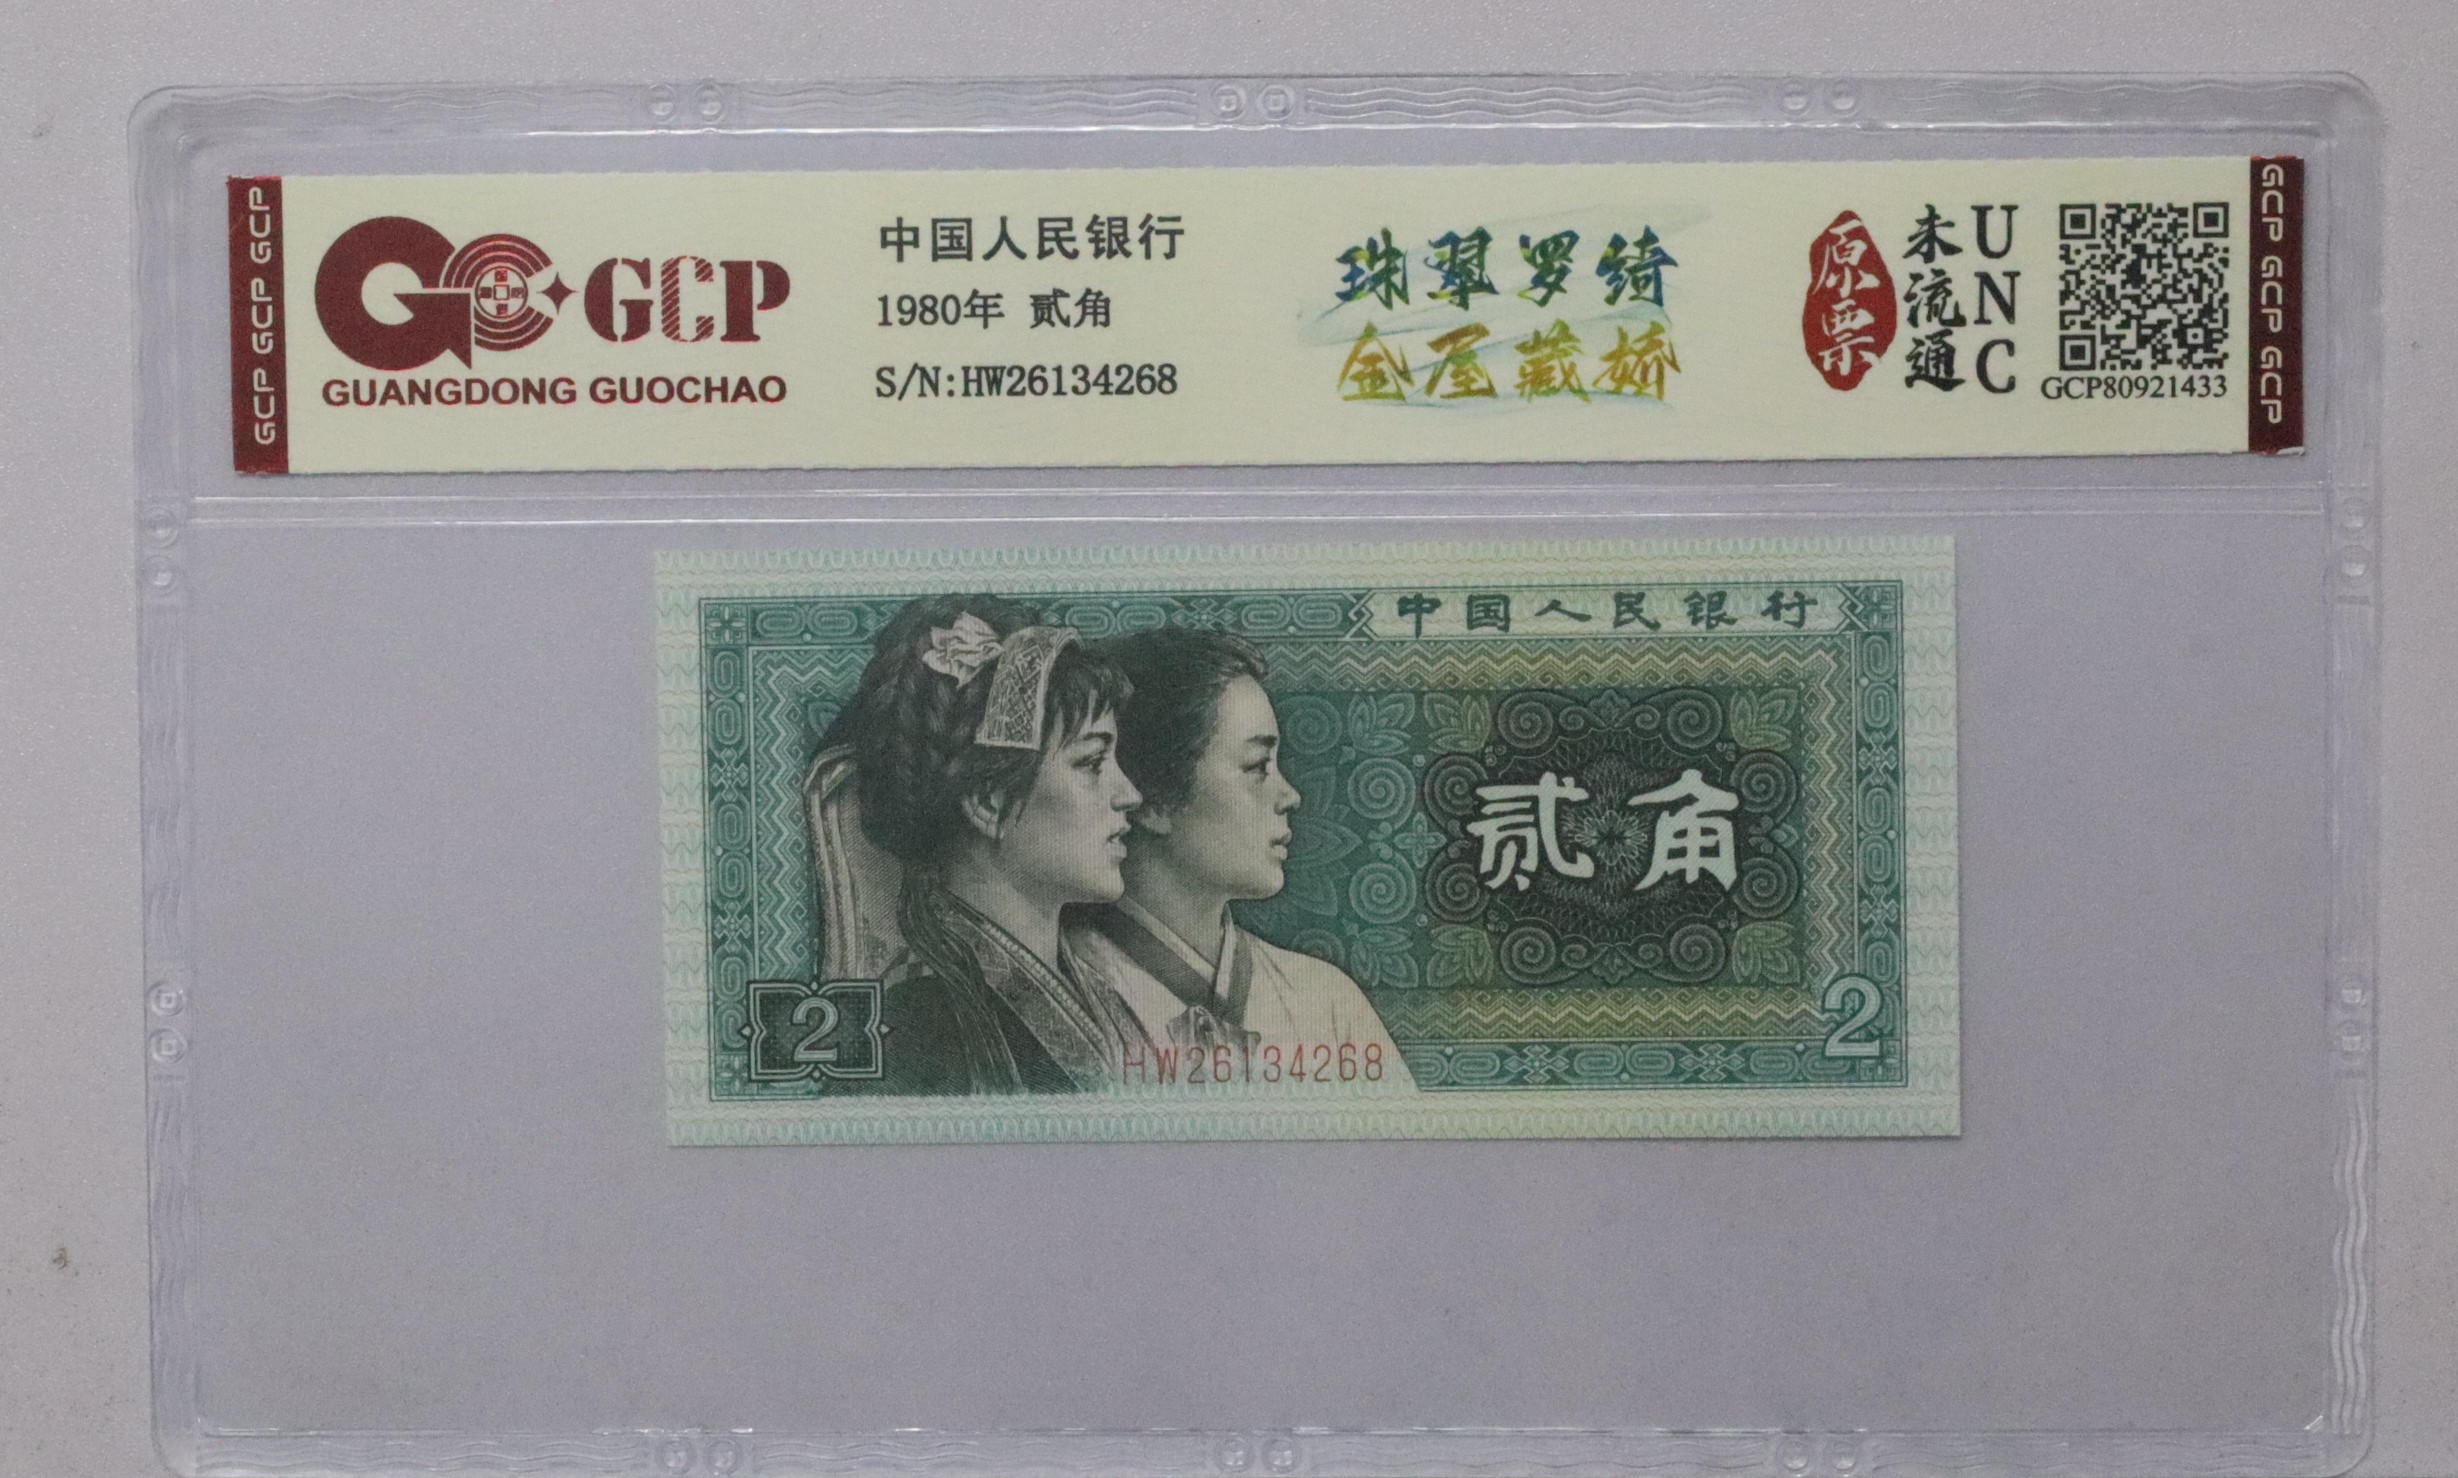 GCP GCP GCP
GCP
GUANGDONG GUOCHAO
中国人民银行
1980年 贰角
S/N:HW26134268
珠翠罗绮
金屋藏娇
原票
未流通
UNC
GCP80921433
GCP GCP GCP
中国人民银行
贰角
2
HW26134268
2